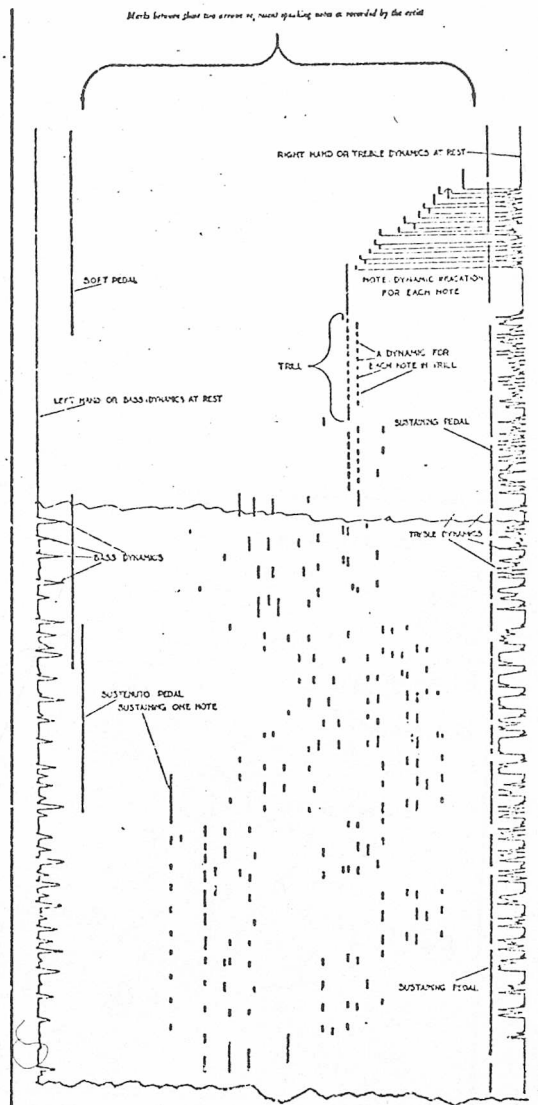 Marks between these two arrows represent speaking notes as recorded by the artist
RIGHT HAND OR TREBLE DYNAMICS AT REST
SOFT PEDAL
NOTE: DYNAMIC
FOR EACH NOTE
TRILL
A DYNAMIC FOR
EACH NOTE IN TRILL
LEFT HAND OR BASS DYNAMICS AT REST
SUSTAINING PEDAL
BASS DYNAMICS
TREBLE DYNAMICS
SUSTENUTO PEDAL
SUSTAINING ONE NOTE
SUSTAINING PEDAL